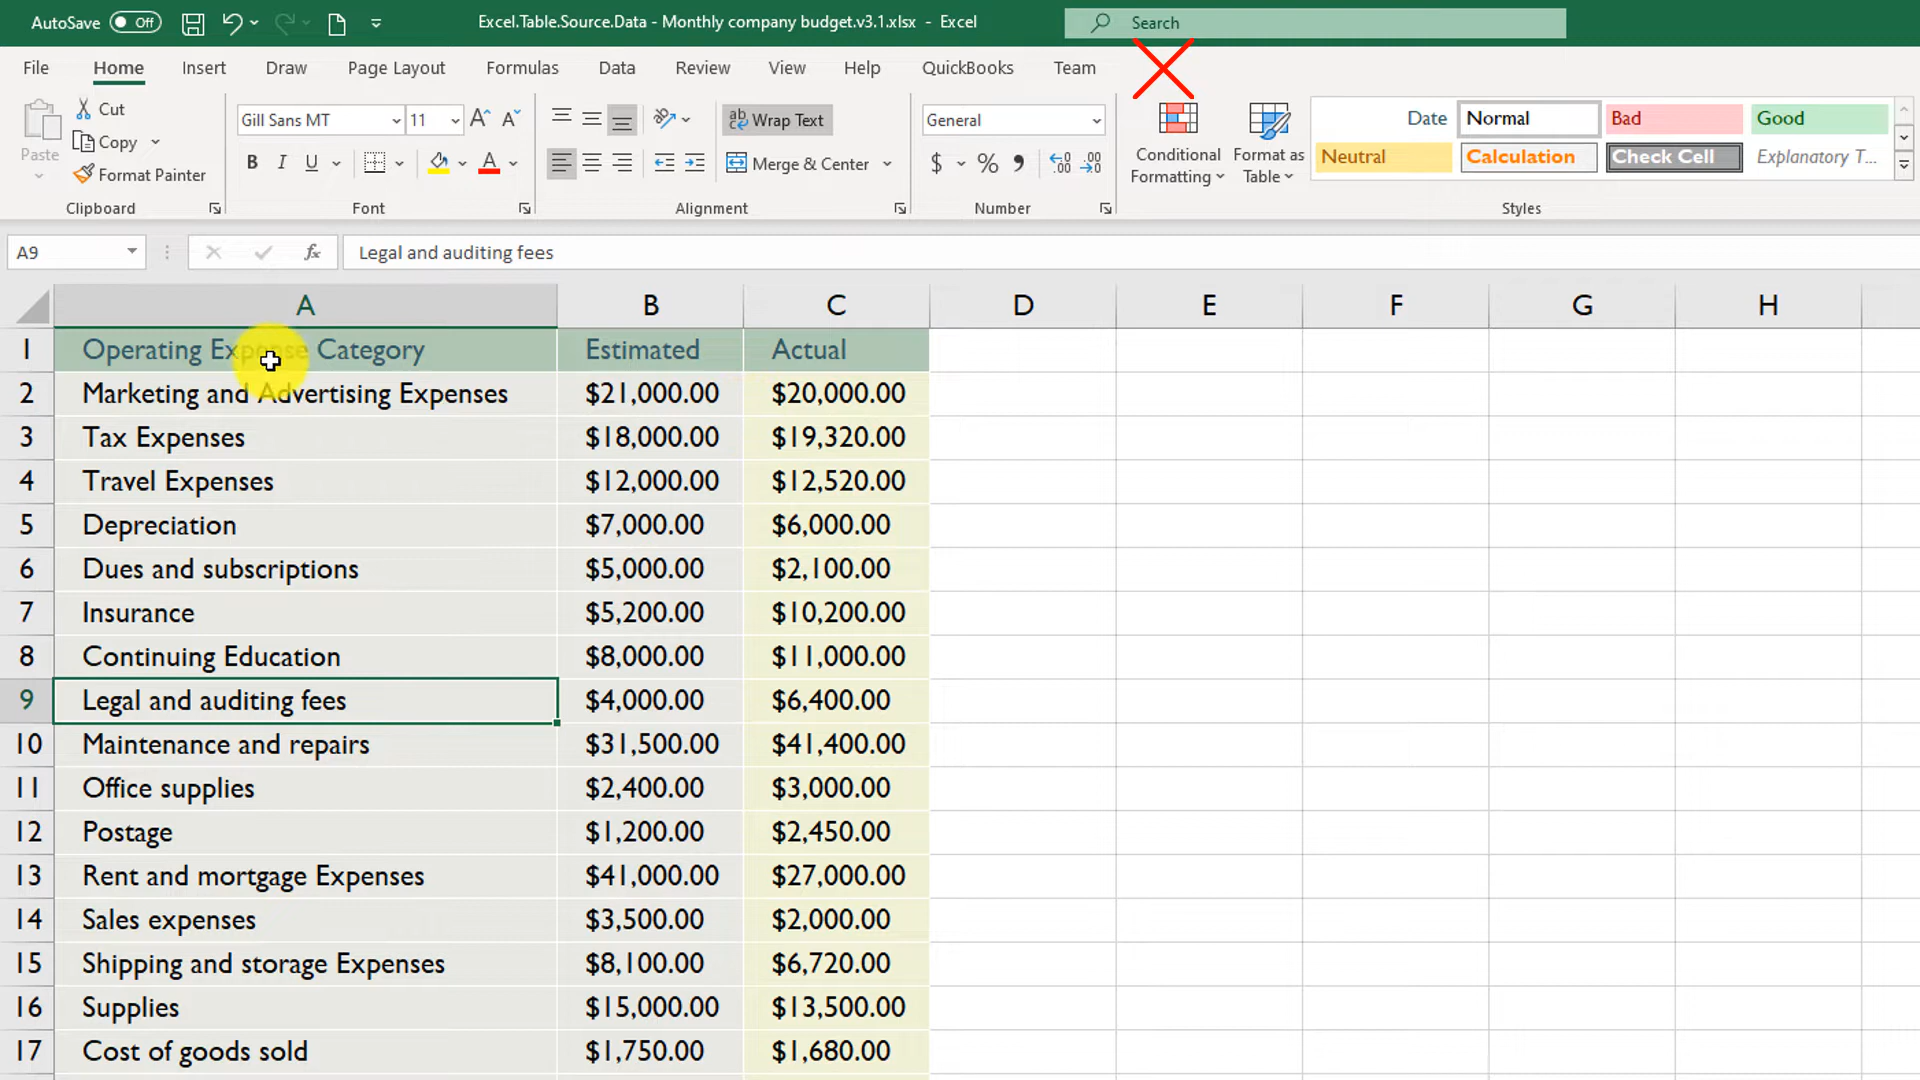 AutoSave Off Excel.Table.Source.Data - Monthly company budget.v3.1.xlsx - Excel Search
File Home Insert Draw Page Layout Formulas Data Review View Help QuickBooks Team
Paste Cut Copy Format Painter
Clipboard
Gill Sans MT 11
B I U A
Font
ab Wrap Text
Merge & Center
Alignment
General
$ % 9 .00
Number
Conditional Formatting
Format as Table
Date Normal Bad Good
Neutral Calculation Check Cell Explanatory T...
Styles
A9 fx Legal and auditing fees
A B C D E F G H
1 Operating Expense Category Estimated Actual
2 Marketing and Advertising Expenses $21,000.00 $20,000.00
3 Tax Expenses $18,000.00 $19,320.00
4 Travel Expenses $12,000.00 $12,520.00
5 Depreciation $7,000.00 $6,000.00
6 Dues and subscriptions $5,000.00 $2,100.00
7 Insurance $5,200.00 $10,200.00
8 Continuing Education $8,000.00 $11,000.00
9 Legal and auditing fees $4,000.00 $6,400.00
10 Maintenance and repairs $31,500.00 $41,400.00
11 Office supplies $2,400.00 $3,000.00
12 Postage $1,200.00 $2,450.00
13 Rent and mortgage Expenses $41,000.00 $27,000.00
14 Sales expenses $3,500.00 $2,000.00
15 Shipping and storage Expenses $8,100.00 $6,720.00
16 Supplies $15,000.00 $13,500.00
17 Cost of goods sold $1,750.00 $1,680.00